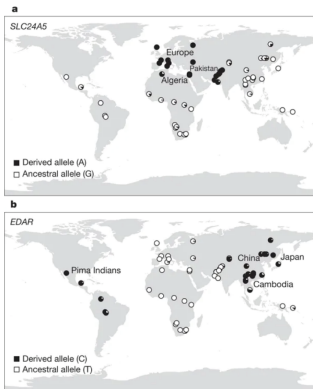 a
SLC24A5
Europe
Pakistan
Algeria
Derived allele (A)
Ancestral allele (G)
b
EDAR
China
Japan
Pima Indians
Cambodia
Derived allele (C)
Ancestral allele (T)